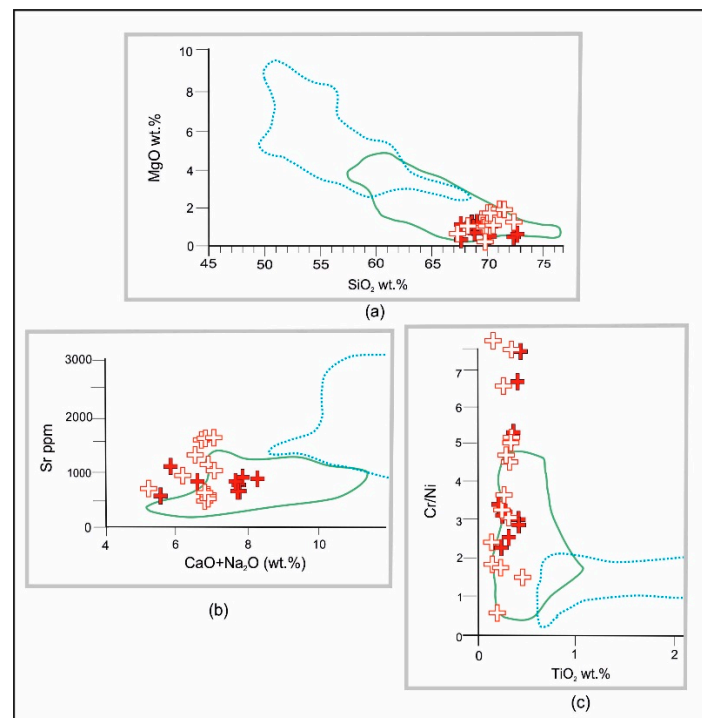 10
8
6
4
2
0
MgO wt.%
45 50 55 60 65 70 75
SiO₂ wt.%
(a)
3000
2000
1000
0
Sr ppm
4 6 8 10
CaO+Na₂O (wt.%)
(b)
7
6
5
4
3
2
1
0
Cr/Ni
0 1 2
TiO₂ wt.%
(c)